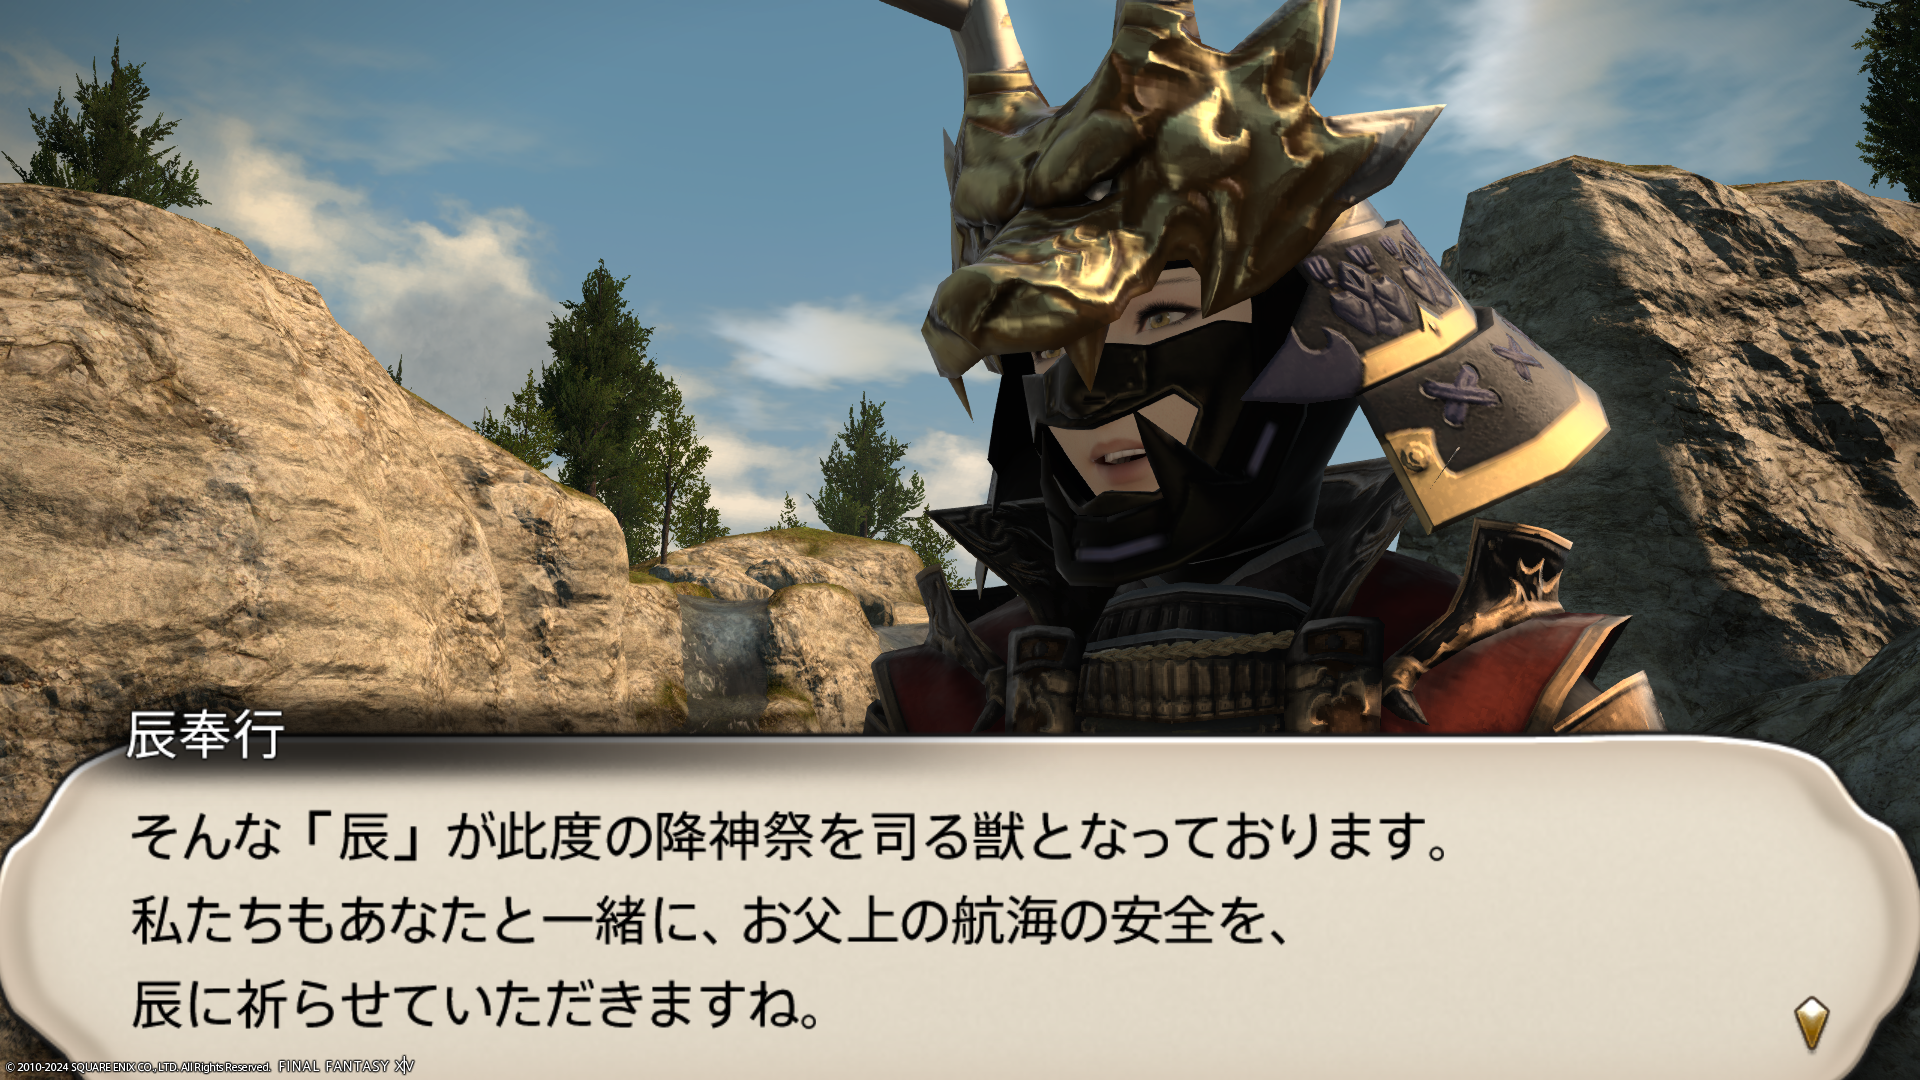 辰奉行
そんな「辰」が此度の降神祭を司る獣となっております。
私たちもあなたと一緒に、お父上の航海の安全を、
辰に祈らせていただきますね。
© 2010-2024 SQUARE ENIX CO., LTD. All Rights Reserved. FINAL FANTASY XIV